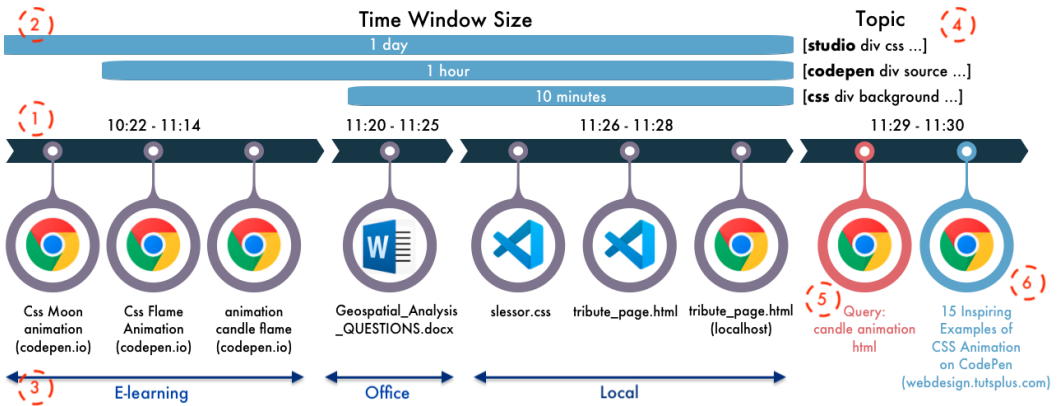 2
Time Window Size
Topic
4
1 day
[studio div css ...]
1 hour
[codepen div source ...]
10 minutes
[css div background ...]
1
10:22 - 11:14
11:20 - 11:25
11:26 - 11:28
11:29 - 11:30
W
Css Moon
animation
(codepen.io)
Css Flame
Animation
(codepen.io)
animation
candle flame
(codepen.io)
Geospatial_Analysis
_QUESTIONS.docx
slessor.css
tribute_page.html
tribute_page.html
(localhost)
5
Query:
candle animation
html
6
15 Inspiring
Examples of
CSS Animation
on CodePen
(webdesign.tutsplus.com)
3
E-learning
Office
Local